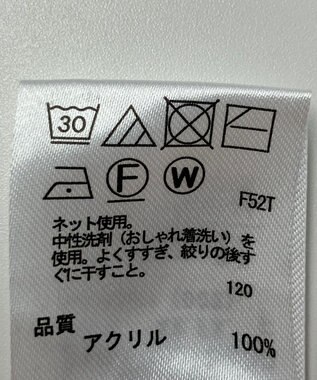 30
F W
F52T
ネット使用。
中性洗剤（おしゃれ着洗い）を
使用。よくすすぎ、絞りの後す
ぐに干すこと。
120
品質
アクリル 100%